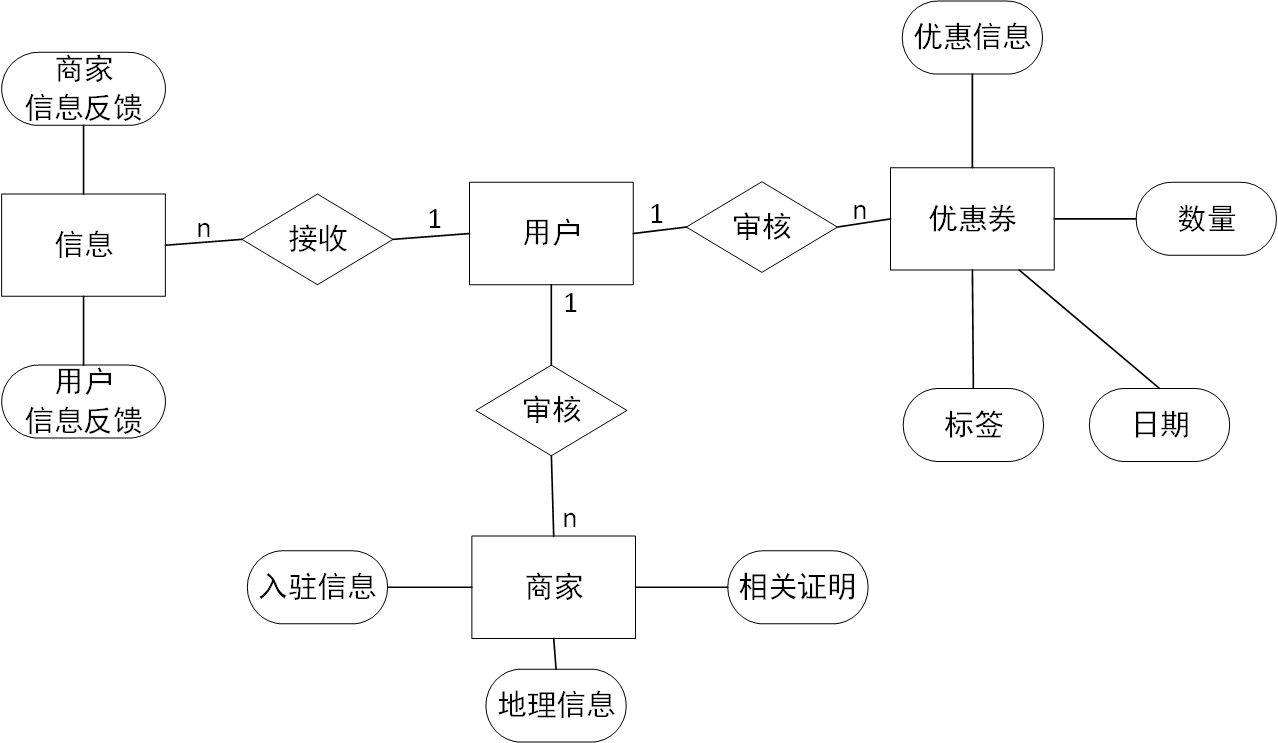 优惠信息
商家
信息反馈
信息
n
接收
1
用户
1
审核
n
优惠券
数量
1
用户
信息反馈
审核
标签
日期
n
入驻信息
商家
相关证明
地理信息